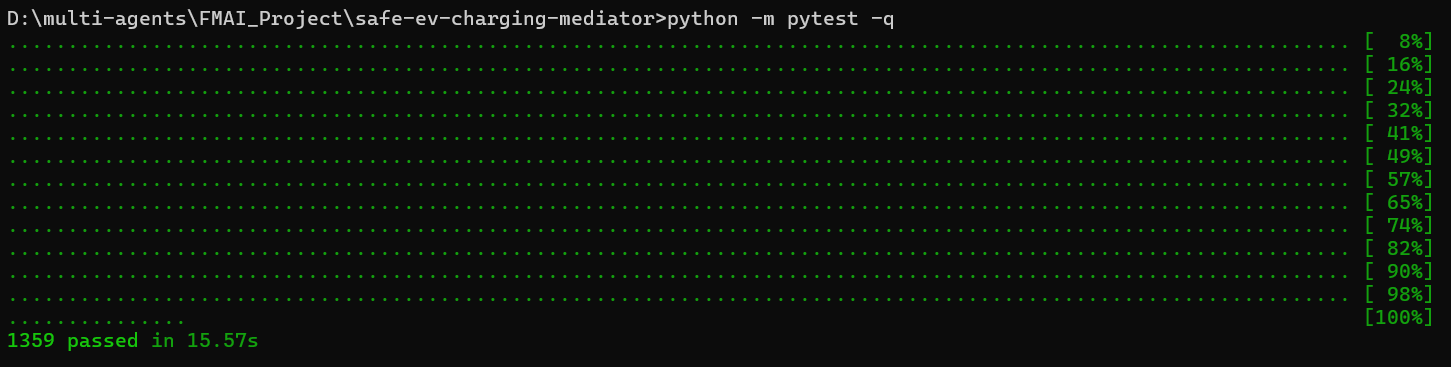 D:\multi-agents\FMAI_Project\safe-ev-charging-mediator>python -m pytest -q
................................................................................................................ [  8%]
................................................................................................................ [ 16%]
................................................................................................................ [ 24%]
................................................................................................................ [ 32%]
................................................................................................................ [ 41%]
................................................................................................................ [ 49%]
................................................................................................................ [ 57%]
................................................................................................................ [ 65%]
................................................................................................................ [ 74%]
................................................................................................................ [ 82%]
................................................................................................................ [ 90%]
................................................................................................................ [ 98%]
............... [100%]
1359 passed in 15.57s